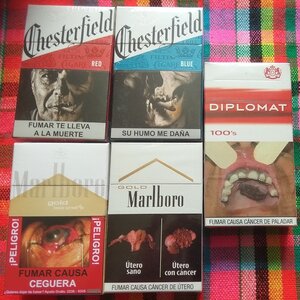 Chesterfield
RED
FUMAR TE LLEVA
A LA MUERTE
Chesterfield
BLUE
SU HUMO ME DAÑA
DIPLOMAT
100's
FUMAR CAUSA CÁNCER DE PALADAR
Marlboro
gold
¡PELIGRO!
¡PELIGRO!
FUMAR CAUSA
CEGUERA
GOLD
Marlboro
Útero
sano
Útero
con cáncer
FUMAR CAUSA CÁNCER DE ÚTERO